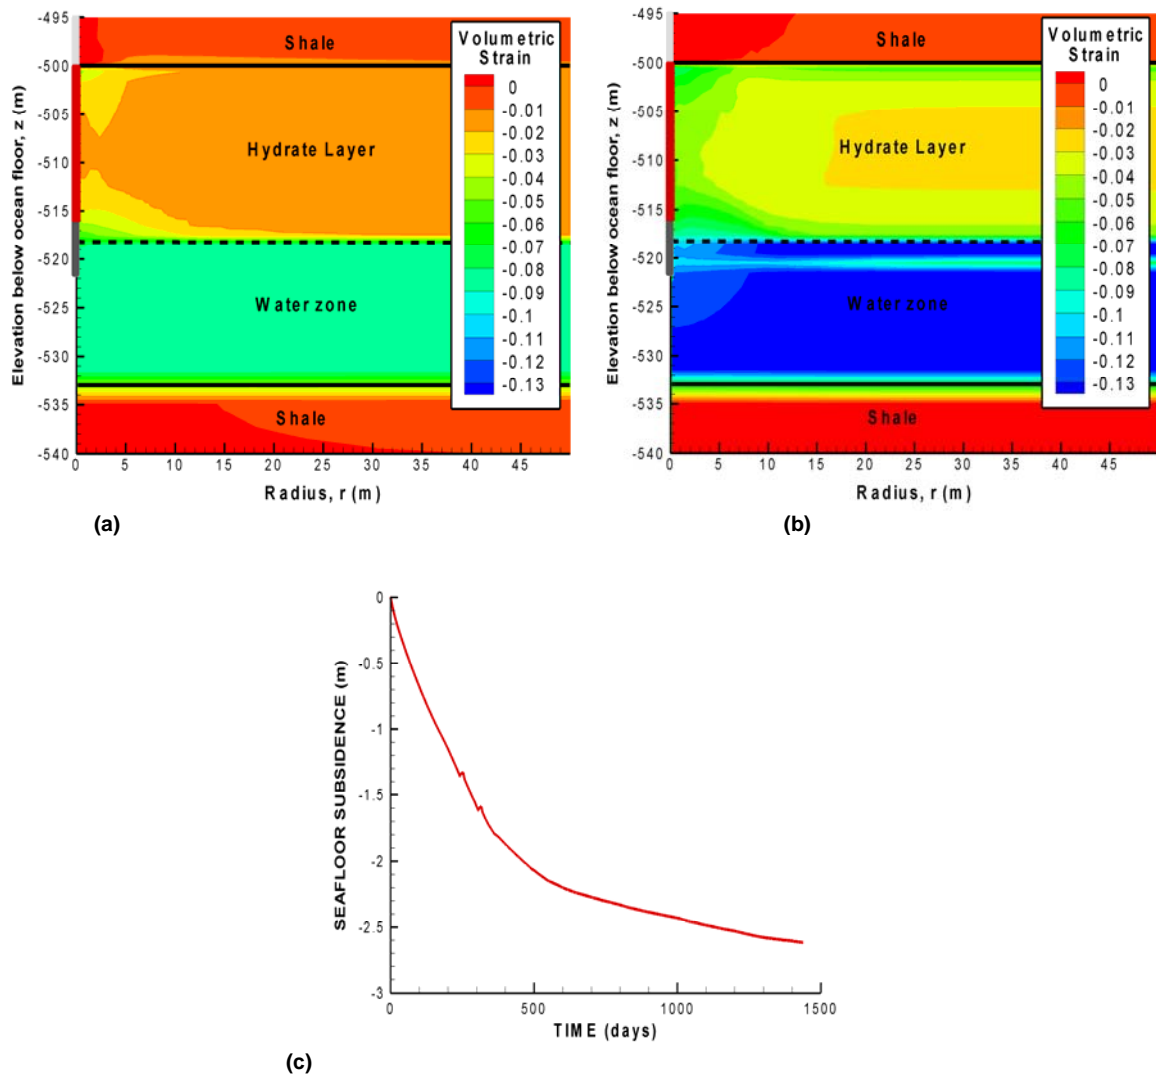 Elevation below ocean floor, z (m)
-495
-500
-505
-510
-515
-520
-525
-530
-535
-540
Shale
Hydrate Layer
Water zone
Shale
Volumetric
Strain
0
-0.01
-0.02
-0.03
-0.04
-0.06
-0.07
-0.08
-0.09
-0.1
-0.11
-0.12
-0.13
0 5 10 15 20 25 30 35 40 45
Radius, r (m)
(a)
Elevation below ocean floor, z (m)
-495
-500
-505
-510
-515
-520
-525
-530
-535
-540
Shale
Hydrate Layer
Water zone
Shale
Volumetric
Strain
0
-0.01
-0.02
-0.03
-0.04
-0.06
-0.07
-0.08
-0.09
-0.1
-0.11
-0.12
-0.13
0 5 10 15 20 25 30 35 40 45
Radius, r (m)
(b)
SEAFLOOR SUBSIDENCE (m)
0
-0.5
-1
-1.5
-2
-2.5
-3
0 500 1000 1500
TIME (days)
(c)